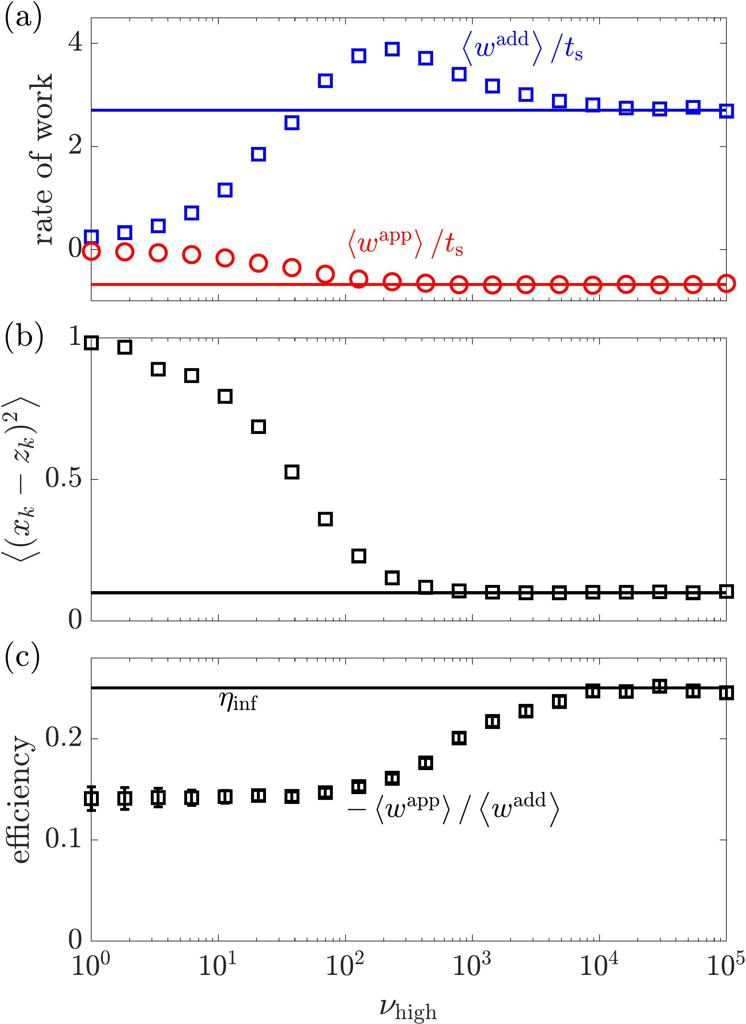 (a)
4
2
0
rate of work
⟨w^add⟩/t_s
⟨w^app⟩/t_s
(b)
1
0.5
0
⟨(x_k − z_k)^2⟩
(c)
0.2
0.1
0
efficiency
η_inf
−⟨w^app⟩/⟨w^add⟩
10^0 10^1 10^2 10^3 10^4 10^5
ν_high